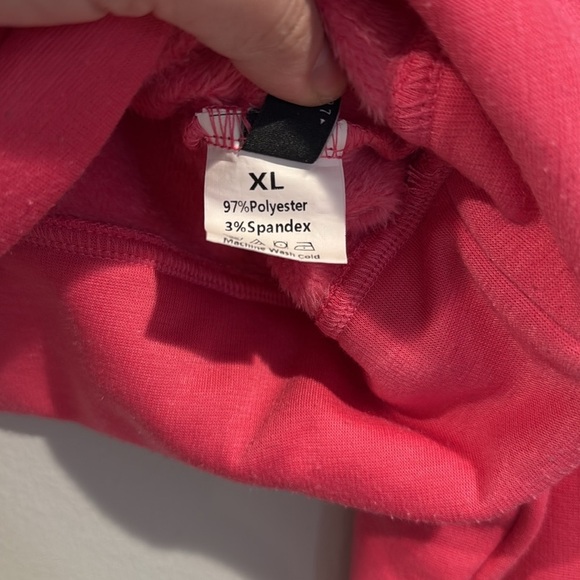 XL
97%Polyester
3%Spandex
Machine Wash Cold